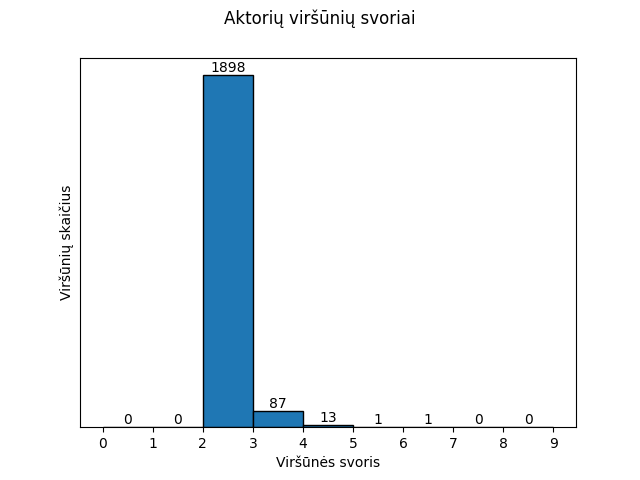 Aktorių viršūnių svoriai
1898
87
13
0 0 1 1 0 0
Viršūnių skaičius
0 1 2 3 4 5 6 7 8 9
Viršūnės svoris